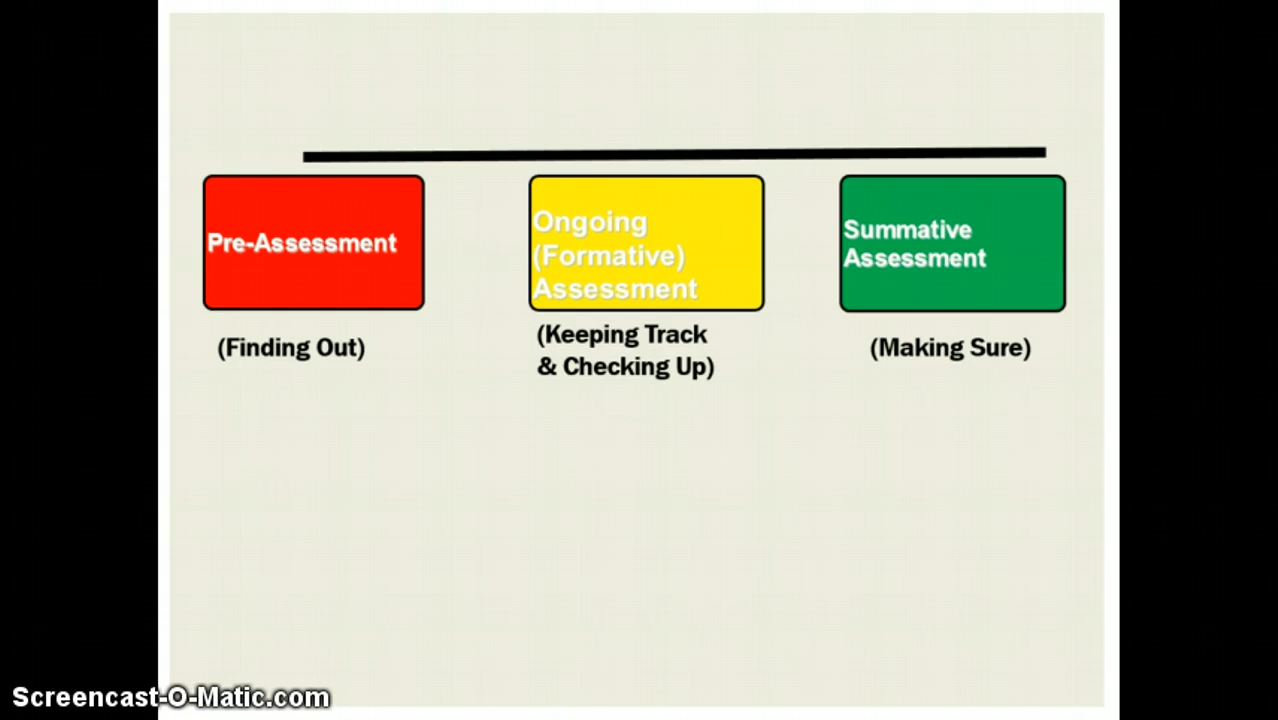 Pre-Assessment
(Finding Out)
Ongoing
(Formative)
Assessment
(Keeping Track
& Checking Up)
Summative
Assessment
(Making Sure)
Screencast-O-Matic.com